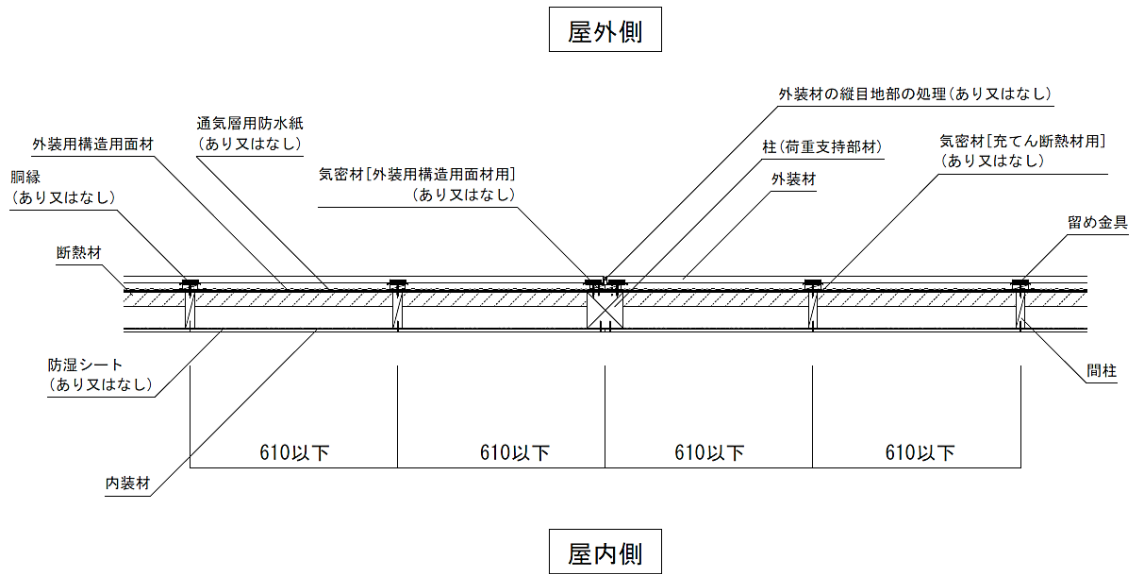 屋外側
外装材の縦目地部の処理(あり又はなし)
通気層用防水紙
(あり又はなし)
外装用構造用面材
柱(荷重支持部材)
気密材[充てん断熱材用]
(あり又はなし)
胴縁
(あり又はなし)
気密材[外装用構造用面材用]
(あり又はなし)
外装材
留め金具
断熱材
防湿シート
(あり又はなし)
間柱
610以下
610以下
610以下
610以下
内装材
屋内側